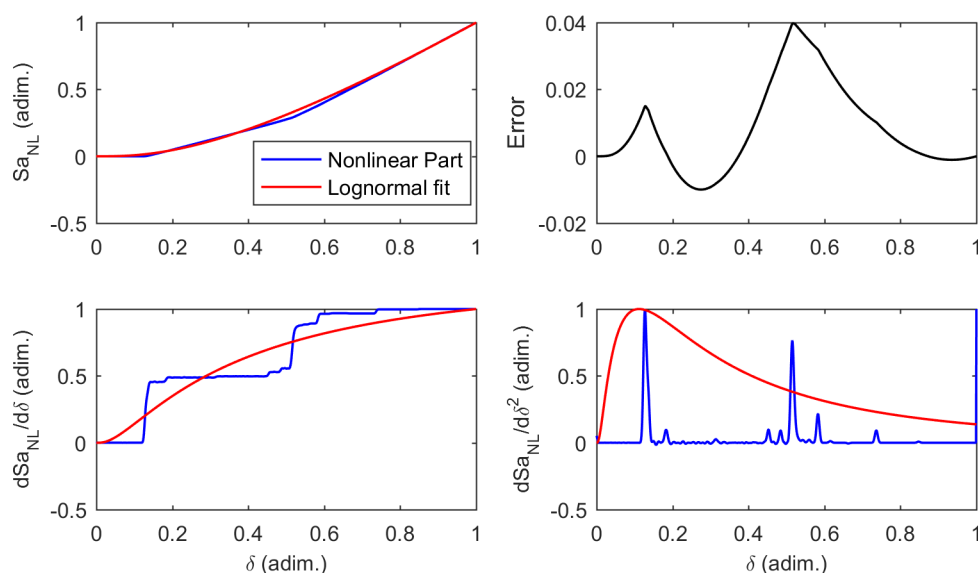 1
0.5
0
-0.5
Sa_NL (adim.)
0 0.2 0.4 0.6 0.8 1
Nonlinear Part
Lognormal fit
0.04
0.02
0
-0.02
Error
0 0.2 0.4 0.6 0.8 1
1
0.5
0
-0.5
dSa_NL/dδ (adim.)
0 0.2 0.4 0.6 0.8 1
δ (adim.)
1
0.5
0
-0.5
dSa_NL/dδ² (adim.)
0 0.2 0.4 0.6 0.8 1
δ (adim.)